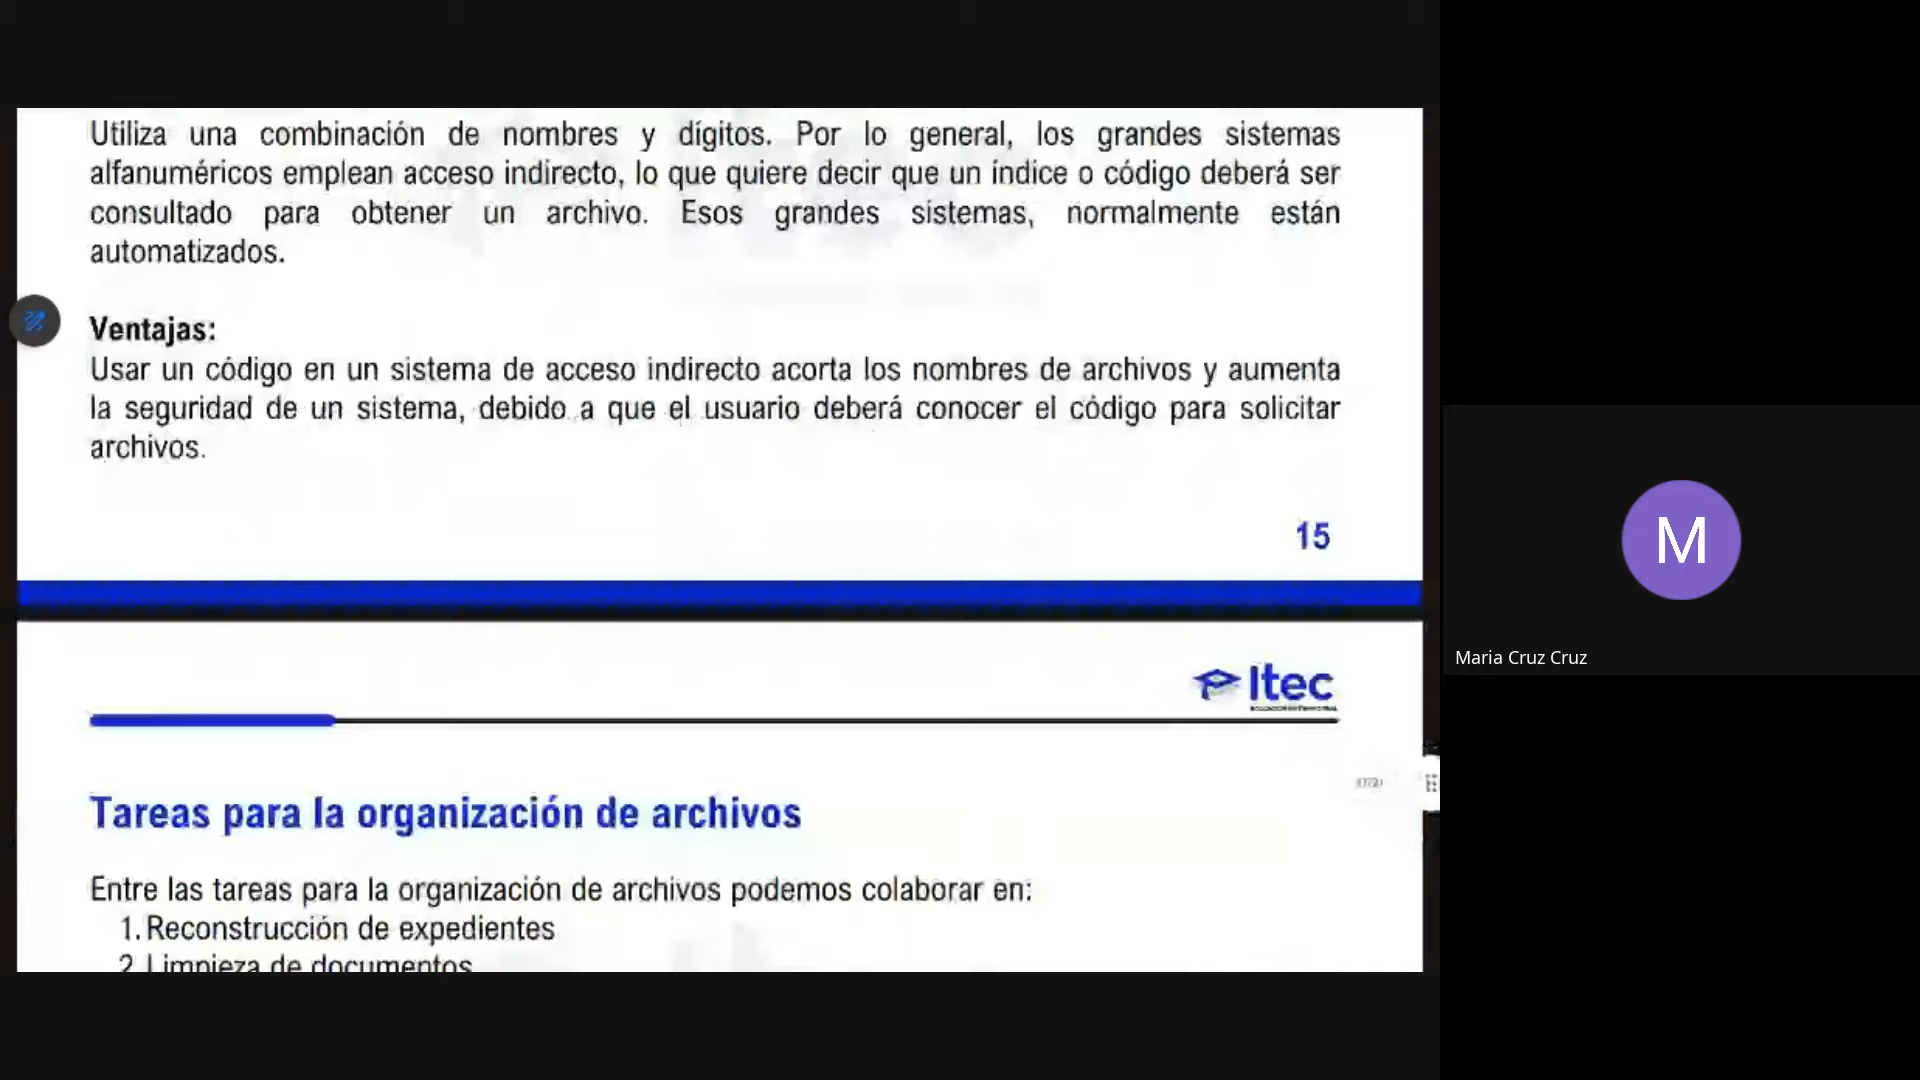 Utiliza una combinación de nombres y dígitos. Por lo general, los grandes sistemas
alfanuméricos emplean acceso indirecto, lo que quiere decir que un índice o código deberá ser
consultado para obtener un archivo. Esos grandes sistemas, normalmente están
automatizados.
Ventajas:
Usar un código en un sistema de acceso indirecto acorta los nombres de archivos y aumenta
la seguridad de un sistema, debido a que el usuario deberá conocer el código para solicitar
archivos.
15
Itec
Tareas para la organización de archivos
Entre las tareas para la organización de archivos podemos colaborar en:
1. Reconstrucción de expedientes
2. Limpieza de documentos
M
Maria Cruz Cruz